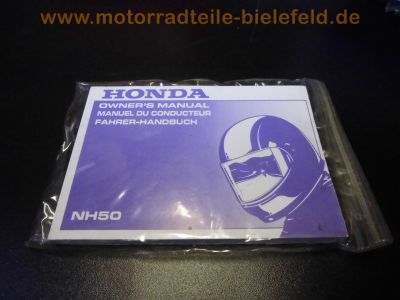 www.motorradteile-bielefeld.de
HONDA
OWNER'S MANUAL
MANUEL DU CONDUCTEUR
FAHRER-HANDBUCH
NH50